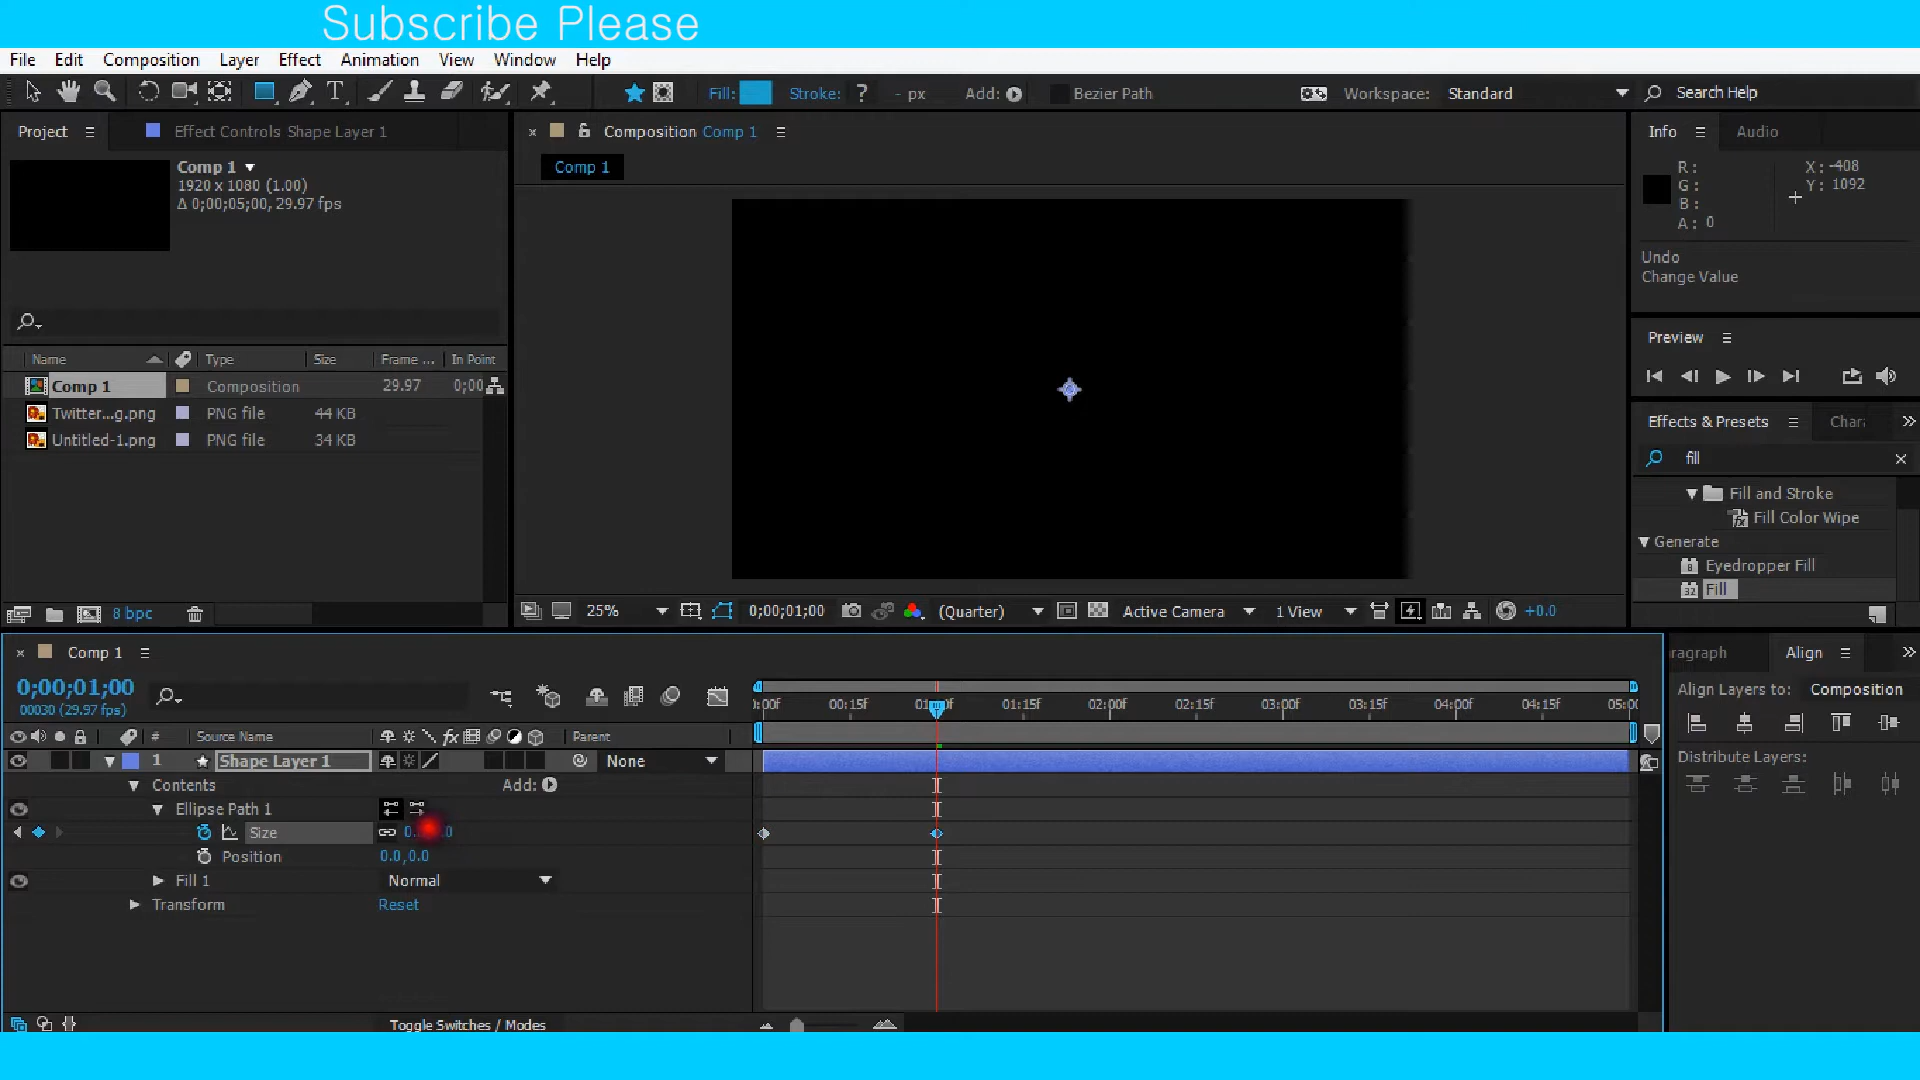 Subscribe Please
File Edit Composition Layer Effect Animation View Window Help
Fill: Stroke: ? - px Add: Bezier Path Workspace: Standard Search Help
Project Effect Controls Shape Layer 1
Comp 1
1920 x 1080 (1.00)
Δ 0;00;05;00, 29.97 fps
Name Type Size Frame ... In Point
Comp 1 Composition 29.97 0;00
Twitter...g.png PNG file 44 KB
Untitled-1.png PNG file 34 KB
8 bpc
Composition Comp 1
Comp 1
25% 0;00;01;00 (Quarter) Active Camera 1 View +0.0
Info Audio
R: X: -408
G: Y: 1092
B:
A: 0
Undo
Change Value
Preview
Effects & Presets
fill
Fill and Stroke
Fill Color Wipe
Generate
Eyedropper Fill
Fill
Comp 1
0;00;01;00
00030 (29.97 fps)
:00f 00:15f 01:15f 02:00f 02:15f 03:00f 03:15f 04:00f 04:15f
# Source Name fx Parent
1 Shape Layer 1 None
Contents Add:
Ellipse Path 1
Size
Position 0.0,0.0
Fill 1 Normal
Transform Reset
Toggle Switches / Modes
ragraph Align
Align Layers to: Composition
Distribute Layers: